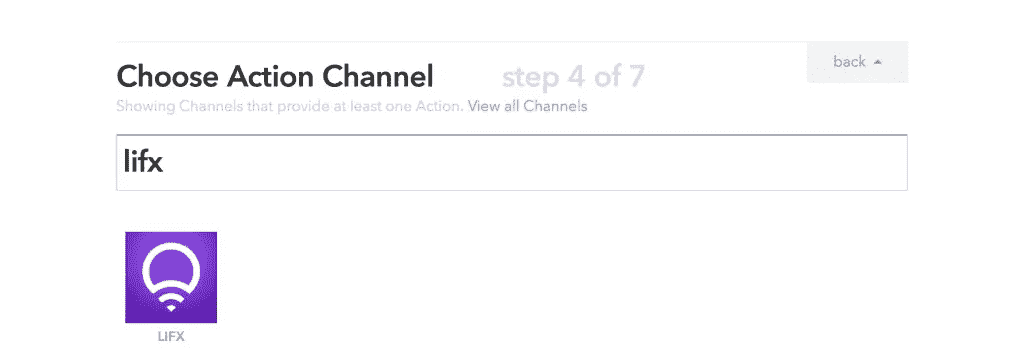 Choose Action Channel step 4 of 7
back
Showing Channels that provide at least one Action. View all Channels
lifx
LIFX